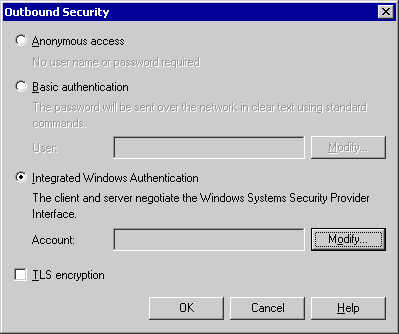 Outbound Security
Anonymous access
No user name or password required
Basic authentication
The password will be sent over the network in clear text using standard
commands.
User:
Modify...
Integrated Windows Authentication
The client and server negotiate the Windows Systems Security Provider
Interface.
Account:
Modify...
TLS encryption
OK Cancel Help